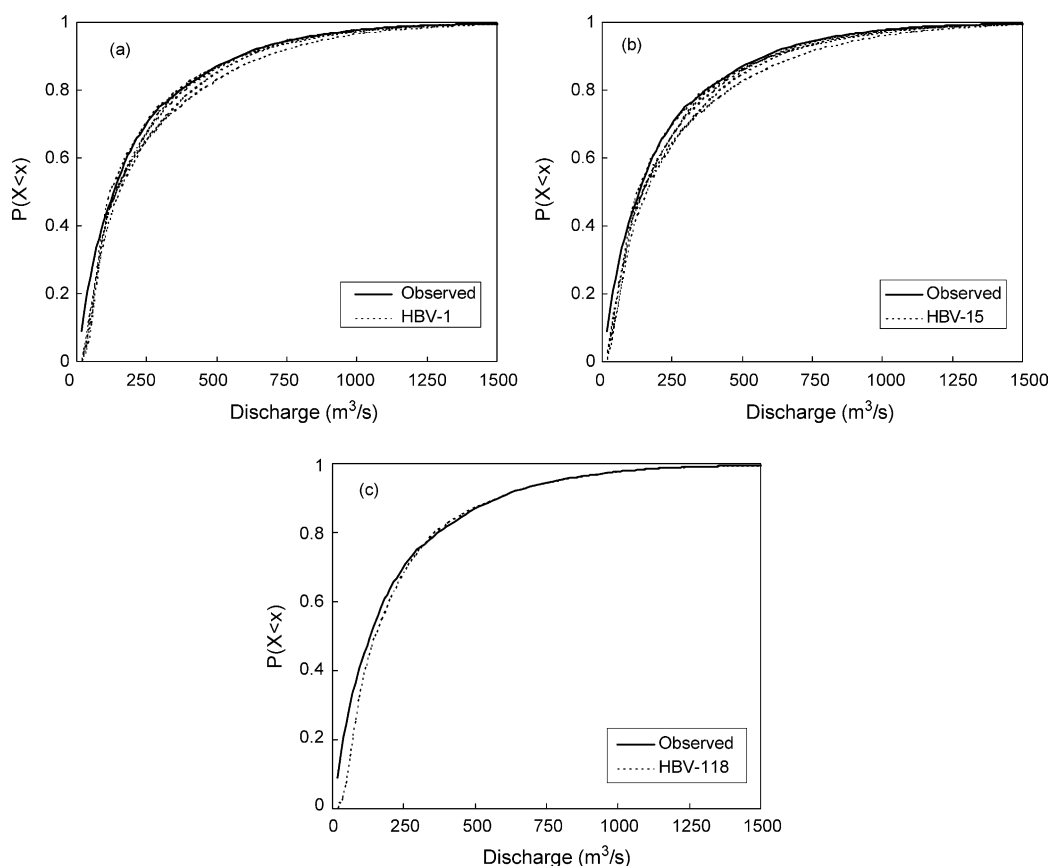 (a)
P(X<x)
1
0.8
0.6
0.4
0.2
0
0 250 500 750 1000 1250 1500
Discharge (m³/s)
Observed
HBV-1
(b)
P(X<x)
1
0.8
0.6
0.4
0.2
0
0 250 500 750 1000 1250 1500
Discharge (m³/s)
Observed
HBV-15
(c)
P(X<x)
1
0.8
0.6
0.4
0.2
0
0 250 500 750 1000 1250 1500
Discharge (m³/s)
Observed
HBV-118